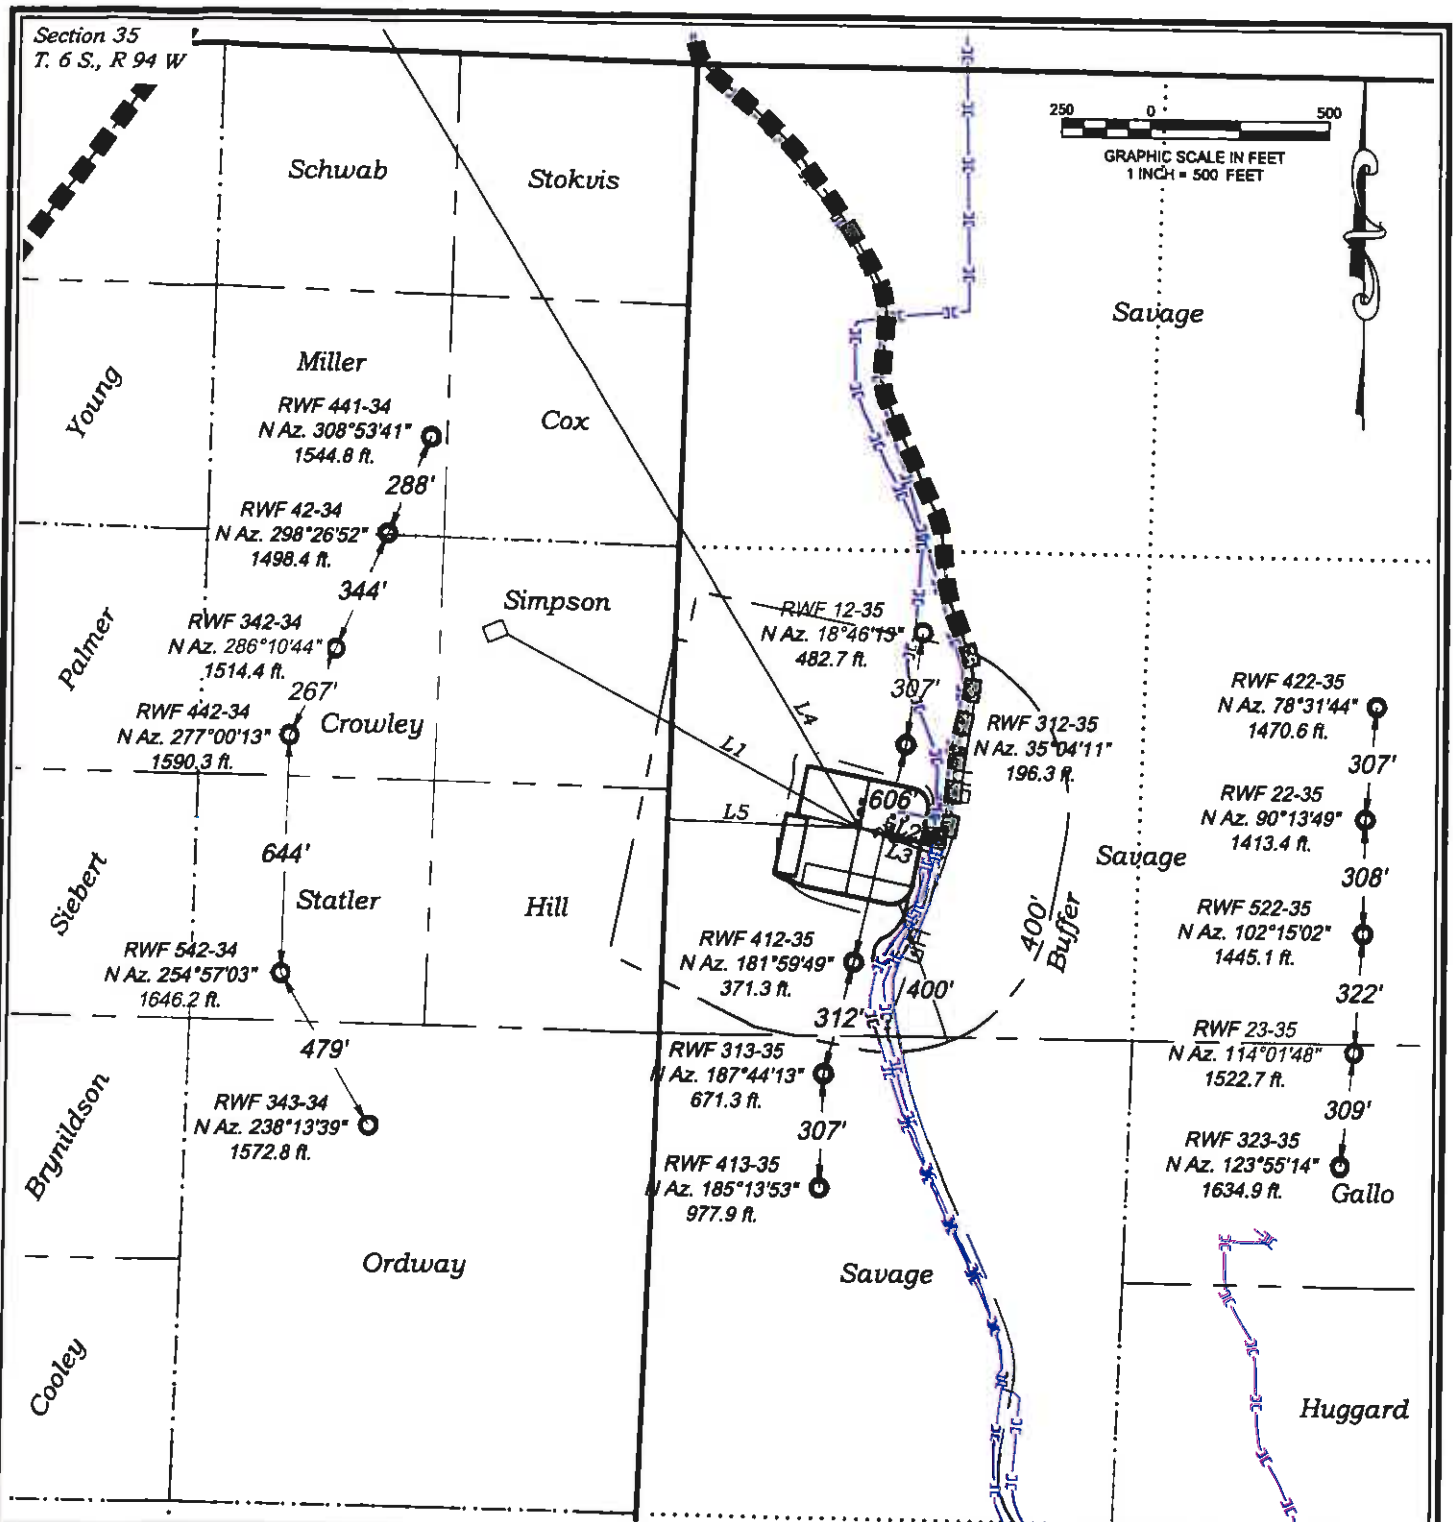 Section 35
T. 6 S., R 94 W
250 0 500
GRAPHIC SCALE IN FEET
1 INCH = 500 FEET
Schwab
Stokvis
Savage
Young
Miller
RWF 441-34
N Az. 308°53'41"
1544.8 ft.
Cox
288'
RWF 42-34
N Az. 298°26'52"
1498.4 ft.
344'
Simpson
Palmer
RWF 342-34
N Az. 286°10'44"
1514.4 ft.
267'
RWF 442-34
N Az. 277°00'13"
1590.3 ft.
Crowley
RWF 12-35
N Az. 18°46'13"
482.7 ft.
307'
L4
L1
RWF 312-35
N Az. 35°04'11"
196.3 ft.
RWF 422-35
N Az. 78°31'44"
1470.6 ft.
307'
606'
L5
L2
L3
RWF 22-35
N Az. 90°13'49"
1413.4 ft.
308'
644'
Savage
Siebert
Statler
Hill
400'
Buffer
RWF 522-35
N Az. 102°15'02"
1445.1 ft.
322'
RWF 542-34
N Az. 254°57'03"
1646.2 ft.
RWF 412-35
N Az. 181°59'49"
371.3 ft.
400'
312'
479'
RWF 313-35
N Az. 187°44'13"
671.3 ft.
307'
RWF 23-35
N Az. 114°01'48"
1522.7 ft.
309'
Brynildson
RWF 343-34
N Az. 238°13'39"
1572.8 ft.
RWF 413-35
N Az. 185°13'53"
977.9 ft.
RWF 323-35
N Az. 123°55'14"
1634.9 ft.
Gallo
Ordway
Savage
Cooley
Huggard